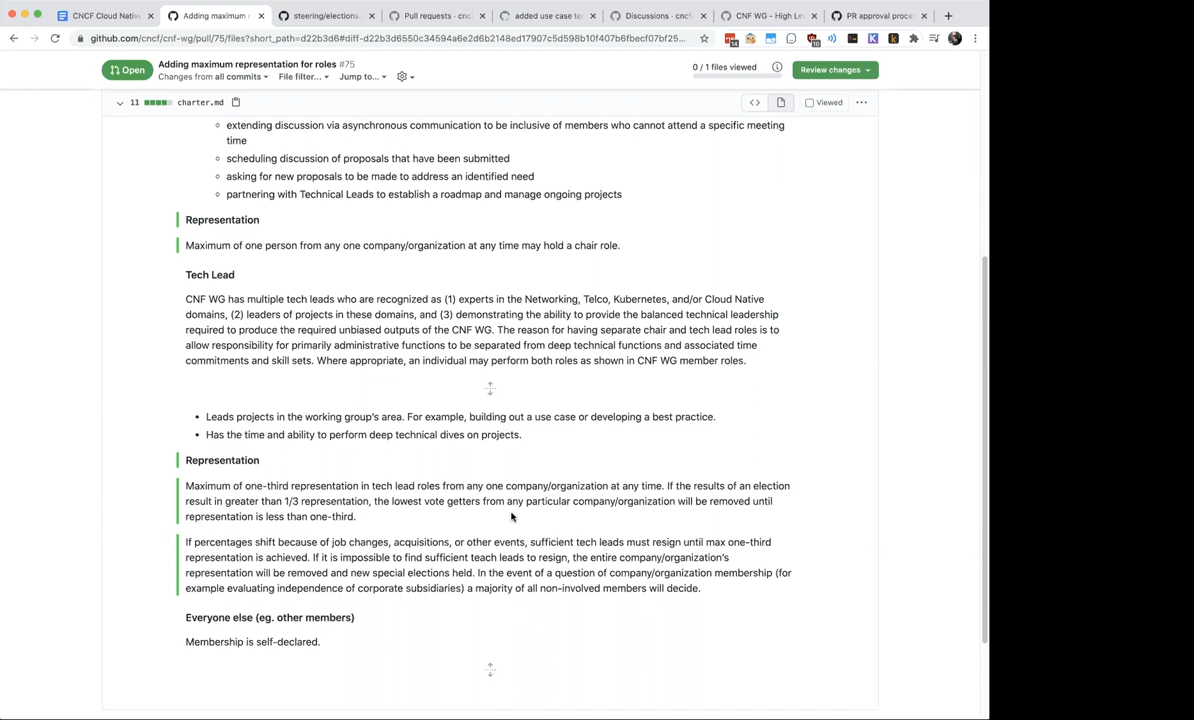 CNCF Cloud Native
Adding maximum r
steering/elections.
Pull requests · cnc
added use case te
Discussions · cncf/
CNF WG - High Le
PR approval proce
github.com/cncf/cnf-wg/pull/75/files?short_path=d22b3d6#diff-d22b3d6550c34594a6e2d6b2148ed17907c5d598b10f407b6fbecf07bf25...
14
10
Open
Adding maximum representation for roles #75
Changes from all commits
File filter...
Jump to...
0 / 1 files viewed
Review changes
11
charter.md
Viewed
extending discussion via asynchronous communication to be inclusive of members who cannot attend a specific meeting
time
scheduling discussion of proposals that have been submitted
asking for new proposals to be made to address an identified need
partnering with Technical Leads to establish a roadmap and manage ongoing projects
Representation
Maximum of one person from any one company/organization at any time may hold a chair role.
Tech Lead
CNF WG has multiple tech leads who are recognized as (1) experts in the Networking, Telco, Kubernetes, and/or Cloud Native
domains, (2) leaders of projects in these domains, and (3) demonstrating the ability to provide the balanced technical leadership
required to produce the required unbiased outputs of the CNF WG. The reason for having separate chair and tech lead roles is to
allow responsibility for primarily administrative functions to be separated from deep technical functions and associated time
commitments and skill sets. Where appropriate, an individual may perform both roles as shown in CNF WG member roles.
Leads projects in the working group's area. For example, building out a use case or developing a best practice.
Has the time and ability to perform deep technical dives on projects.
Representation
Maximum of one-third representation in tech lead roles from any one company/organization at any time. If the results of an election
result in greater than 1/3 representation, the lowest vote getters from any particular company/organization will be removed until
representation is less than one-third.
If percentages shift because of job changes, acquisitions, or other events, sufficient tech leads must resign until max one-third
representation is achieved. If it is impossible to find sufficient teach leads to resign, the entire company/organization's
representation will be removed and new special elections held. In the event of a question of company/organization membership (for
example evaluating independence of corporate subsidiaries) a majority of all non-involved members will decide.
Everyone else (eg. other members)
Membership is self-declared.